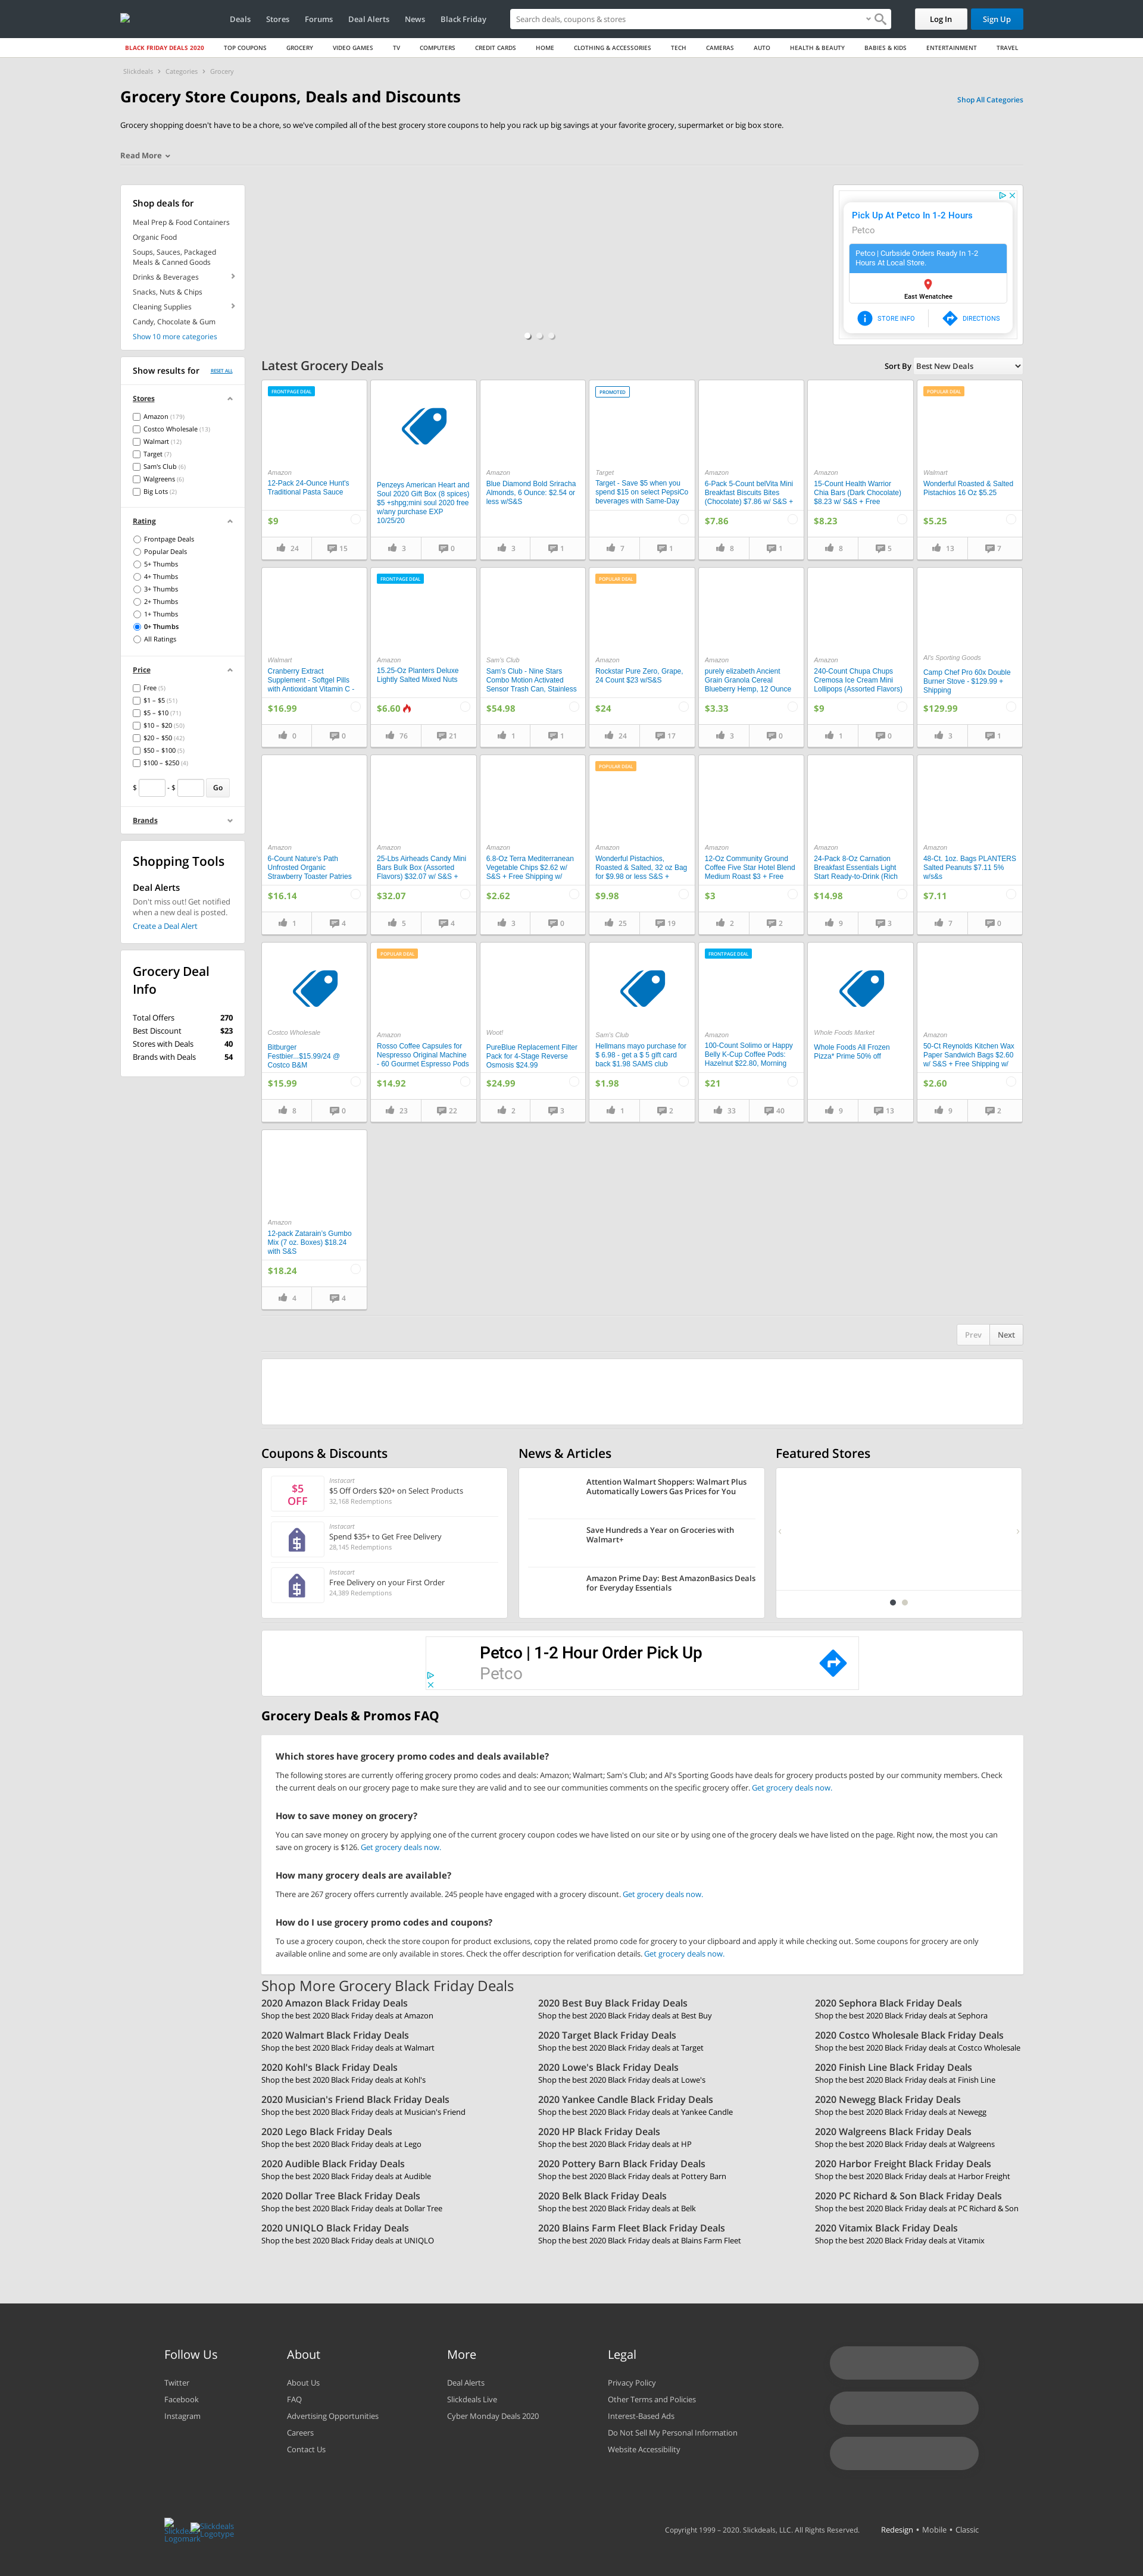 Deals Stores Forums Deal Alerts News Black Friday Search deals, coupons & stores Log In Sign Up
BLACK FRIDAY DEALS 2020 TOP COUPONS GROCERY VIDEO GAMES TV COMPUTERS CREDIT CARDS HOME CLOTHING & ACCESSORIES TECH CAMERAS AUTO HEALTH & BEAUTY BABIES & KIDS ENTERTAINMENT TRAVEL
Slickdeals › Categories › Grocery
Grocery Store Coupons, Deals and Discounts
Shop All Categories
Grocery shopping doesn't have to be a chore, so we've compiled all of the best grocery store coupons to help you rack up big savings at your favorite grocery, supermarket or big box store.
Read More
Shop deals for
Meal Prep & Food Containers
Organic Food
Soups, Sauces, Packaged
Meals & Canned Goods
Drinks & Beverages
Snacks, Nuts & Chips
Cleaning Supplies
Candy, Chocolate & Gum
Show 10 more categories
Pick Up At Petco In 1-2 Hours
Petco
Petco | Curbside Orders Ready In 1-2
Hours At Local Store.
East Wenatchee
STORE INFO DIRECTIONS
Show results for RESET ALL
Stores
Amazon (179)
Costco Wholesale (13)
Walmart (12)
Target (7)
Sam's Club (6)
Walgreens (6)
Big Lots (2)
Rating
Frontpage Deals
Popular Deals
5+ Thumbs
4+ Thumbs
3+ Thumbs
2+ Thumbs
1+ Thumbs
0+ Thumbs
All Ratings
Price
Free (5)
$1 – $5 (51)
$5 – $10 (71)
$10 – $20 (50)
$20 – $50 (42)
$50 – $100 (5)
$100 – $250 (4)
$ - $ Go
Brands
Shopping Tools
Deal Alerts
Don't miss out! Get notified
when a new deal is posted.
Create a Deal Alert
Grocery Deal
Info
Total Offers 270
Best Discount $23
Stores with Deals 40
Brands with Deals 54
Latest Grocery Deals
Sort By Best New Deals
FRONTPAGE DEAL
Amazon
12-Pack 24-Ounce Hunt's
Traditional Pasta Sauce
$9
24 15
Penzeys American Heart and
Soul 2020 Gift Box (8 spices)
$5 +shpg;mini soul 2020 free
w/any purchase EXP
10/25/20
3 0
Amazon
Blue Diamond Bold Sriracha
Almonds, 6 Ounce: $2.54 or
less w/S&S
3 1
PROMOTED
Target
Target - Save $5 when you
spend $15 on select PepsiCo
beverages with Same-Day
7 1
Amazon
6-Pack 5-Count belVita Mini
Breakfast Biscuits Bites
(Chocolate) $7.86 w/ S&S +
$7.86
8 1
Amazon
15-Count Health Warrior
Chia Bars (Dark Chocolate)
$8.23 w/ S&S + Free
$8.23
8 5
POPULAR DEAL
Walmart
Wonderful Roasted & Salted
Pistachios 16 Oz $5.25
$5.25
13 7
Walmart
Cranberry Extract
Supplement - Softgel Pills
with Antioxidant Vitamin C -
$16.99
0 0
FRONTPAGE DEAL
Amazon
15.25-Oz Planters Deluxe
Lightly Salted Mixed Nuts
$6.60
76 21
Sam's Club
Sam's Club - Nine Stars
Combo Motion Activated
Sensor Trash Can, Stainless
$54.98
1 1
POPULAR DEAL
Amazon
Rockstar Pure Zero, Grape,
24 Count $23 w/S&S
$24
24 17
Amazon
purely elizabeth Ancient
Grain Granola Cereal
Blueberry Hemp, 12 Ounce
$3.33
3 0
Amazon
240-Count Chupa Chups
Cremosa Ice Cream Mini
Lollipops (Assorted Flavors)
$9
1 0
Al's Sporting Goods
Camp Chef Pro 60x Double
Burner Stove - $129.99 +
Shipping
$129.99
3 1
Amazon
6-Count Nature's Path
Unfrosted Organic
Strawberry Toaster Patries
$16.14
1 4
Amazon
25-Lbs Airheads Candy Mini
Bars Bulk Box (Assorted
Flavors) $32.07 w/ S&S +
$32.07
5 4
Amazon
6.8-Oz Terra Mediterranean
Vegetable Chips $2.62 w/
S&S + Free Shipping w/
$2.62
3 0
POPULAR DEAL
Amazon
Wonderful Pistachios,
Roasted & Salted, 32 oz Bag
for $9.98 or less S&S +
$9.98
25 19
Amazon
12-Oz Community Ground
Coffee Five Star Hotel Blend
Medium Roast $3 + Free
$3
2 2
Amazon
24-Pack 8-Oz Carnation
Breakfast Essentials Light
Start Ready-to-Drink (Rich
$14.98
9 3
Amazon
48-Ct. 1oz. Bags PLANTERS
Salted Peanuts $7.11 5%
w/s&s
$7.11
7 0
Costco Wholesale
Bitburger
Festbier...$15.99/24 @
Costco B&M
$15.99
8 0
POPULAR DEAL
Amazon
Rosso Coffee Capsules for
Nespresso Original Machine
- 60 Gourmet Espresso Pods
$14.92
23 22
Woot!
PureBlue Replacement Filter
Pack for 4-Stage Reverse
Osmosis $24.99
$24.99
2 3
Sam's Club
Hellmans mayo purchase for
$ 6.98 - get a $ 5 gift card
back $1.98 SAMS club
$1.98
1 2
FRONTPAGE DEAL
Amazon
100-Count Solimo or Happy
Belly K-Cup Coffee Pods:
Hazelnut $22.80, Morning
$21
33 40
Whole Foods Market
Whole Foods All Frozen
Pizza* Prime 50% off
9 13
Amazon
50-Ct Reynolds Kitchen Wax
Paper Sandwich Bags $2.60
w/ S&S + Free Shipping w/
$2.60
9 2
Amazon
12-pack Zatarain's Gumbo
Mix (7 oz. Boxes) $18.24
with S&S
$18.24
4 4
Prev Next
Coupons & Discounts
$5
OFF
Instacart
$5 Off Orders $20+ on Select Products
32,168 Redemptions
Instacart
Spend $35+ to Get Free Delivery
28,145 Redemptions
Instacart
Free Delivery on your First Order
24,389 Redemptions
News & Articles
Attention Walmart Shoppers: Walmart Plus
Automatically Lowers Gas Prices for You
Save Hundreds a Year on Groceries with
Walmart+
Amazon Prime Day: Best AmazonBasics Deals
for Everyday Essentials
Featured Stores
Petco | 1-2 Hour Order Pick Up
Petco
Grocery Deals & Promos FAQ
Which stores have grocery promo codes and deals available?
The following stores are currently offering grocery promo codes and deals: Amazon; Walmart; Sam's Club; and Al's Sporting Goods have deals for grocery products posted by our community members. Check
the current deals on our grocery page to make sure they are valid and to see our communities comments on the specific grocery offer. Get grocery deals now.
How to save money on grocery?
You can save money on grocery by applying one of the current grocery coupon codes we have listed on our site or by using one of the grocery deals we have listed on the page. Right now, the most you can
save on grocery is $126. Get grocery deals now.
How many grocery deals are available?
There are 267 grocery offers currently available. 245 people have engaged with a grocery discount. Get grocery deals now.
How do I use grocery promo codes and coupons?
To use a grocery coupon, check the store coupon for product exclusions, copy the related promo code for grocery to your clipboard and apply it while checking out. Some coupons for grocery are only
available online and some are only available in stores. Check the offer description for verification details. Get grocery deals now.
Shop More Grocery Black Friday Deals
2020 Amazon Black Friday Deals
Shop the best 2020 Black Friday deals at Amazon
2020 Best Buy Black Friday Deals
Shop the best 2020 Black Friday deals at Best Buy
2020 Sephora Black Friday Deals
Shop the best 2020 Black Friday deals at Sephora
2020 Walmart Black Friday Deals
Shop the best 2020 Black Friday deals at Walmart
2020 Target Black Friday Deals
Shop the best 2020 Black Friday deals at Target
2020 Costco Wholesale Black Friday Deals
Shop the best 2020 Black Friday deals at Costco Wholesale
2020 Kohl's Black Friday Deals
Shop the best 2020 Black Friday deals at Kohl's
2020 Lowe's Black Friday Deals
Shop the best 2020 Black Friday deals at Lowe's
2020 Finish Line Black Friday Deals
Shop the best 2020 Black Friday deals at Finish Line
2020 Musician's Friend Black Friday Deals
Shop the best 2020 Black Friday deals at Musician's Friend
2020 Yankee Candle Black Friday Deals
Shop the best 2020 Black Friday deals at Yankee Candle
2020 Newegg Black Friday Deals
Shop the best 2020 Black Friday deals at Newegg
2020 Lego Black Friday Deals
Shop the best 2020 Black Friday deals at Lego
2020 HP Black Friday Deals
Shop the best 2020 Black Friday deals at HP
2020 Walgreens Black Friday Deals
Shop the best 2020 Black Friday deals at Walgreens
2020 Audible Black Friday Deals
Shop the best 2020 Black Friday deals at Audible
2020 Pottery Barn Black Friday Deals
Shop the best 2020 Black Friday deals at Pottery Barn
2020 Harbor Freight Black Friday Deals
Shop the best 2020 Black Friday deals at Harbor Freight
2020 Dollar Tree Black Friday Deals
Shop the best 2020 Black Friday deals at Dollar Tree
2020 Belk Black Friday Deals
Shop the best 2020 Black Friday deals at Belk
2020 PC Richard & Son Black Friday Deals
Shop the best 2020 Black Friday deals at PC Richard & Son
2020 UNIQLO Black Friday Deals
Shop the best 2020 Black Friday deals at UNIQLO
2020 Blains Farm Fleet Black Friday Deals
Shop the best 2020 Black Friday deals at Blains Farm Fleet
2020 Vitamix Black Friday Deals
Shop the best 2020 Black Friday deals at Vitamix
Follow Us
Twitter
Facebook
Instagram
About
About Us
FAQ
Advertising Opportunities
Careers
Contact Us
More
Deal Alerts
Slickdeals Live
Cyber Monday Deals 2020
Legal
Privacy Policy
Other Terms and Policies
Interest-Based Ads
Do Not Sell My Personal Information
Website Accessibility
Slickdeals
Logotype
Logomark
Copyright 1999 – 2020. Slickdeals, LLC. All Rights Reserved. Redesign • Mobile • Classic